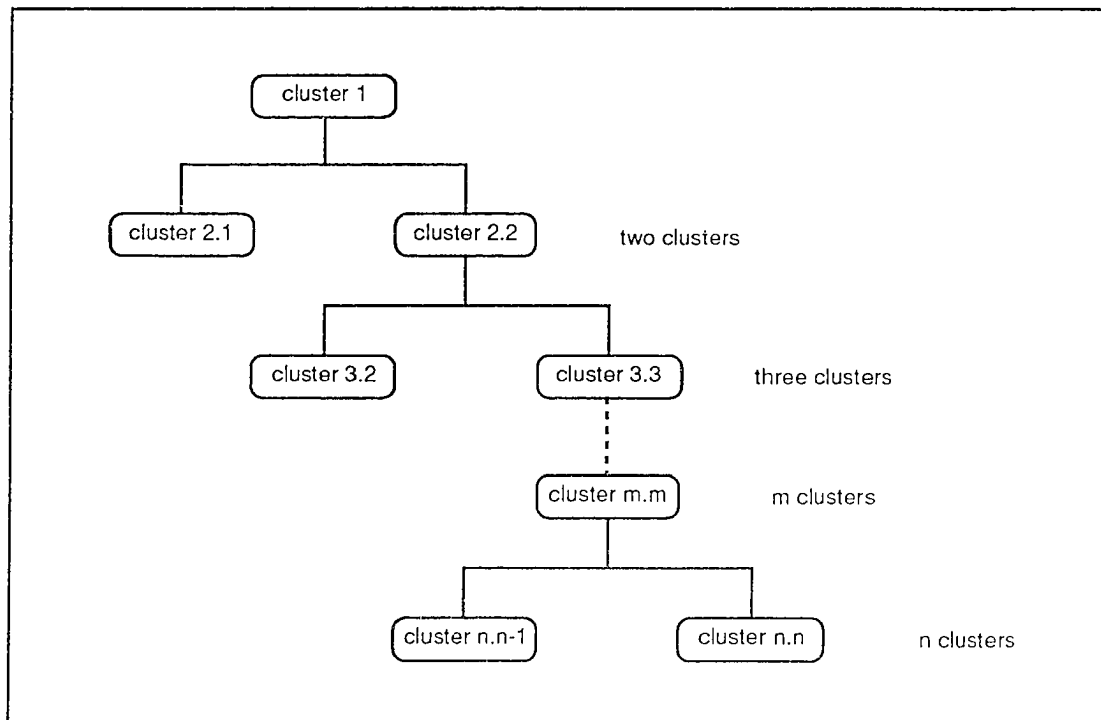 cluster 1
cluster 2.1
cluster 2.2
two clusters
cluster 3.2
cluster 3.3
three clusters
cluster m.m
m clusters
cluster n.n-1
cluster n.n
n clusters